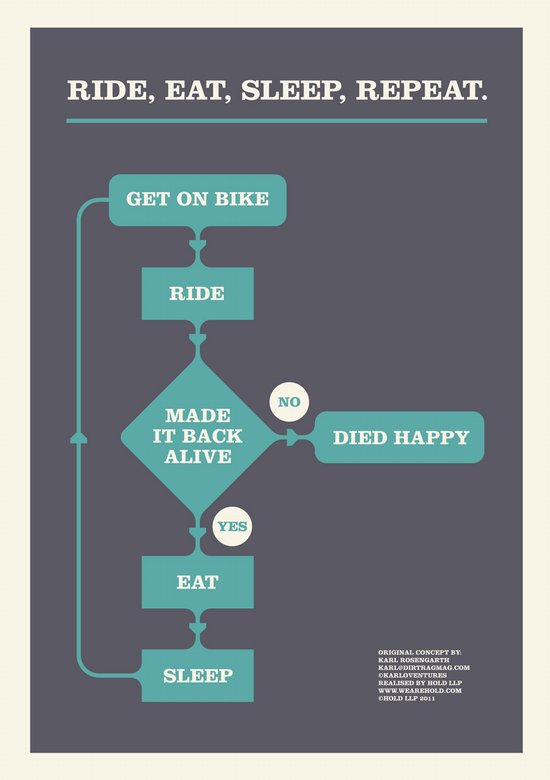 RIDE, EAT, SLEEP, REPEAT.
GET ON BIKE
RIDE
MADE
IT BACK
ALIVE
NO
DIED HAPPY
YES
EAT
SLEEP
ORIGINAL CONCEPT BY:
KARL ROSENGARTH
KARL@DIRTRAGMAG.COM
©KARLOVENTURES
REALISED BY HOLD LLP
WWW.WEAREHOLD.COM
©HOLD LLP 2011